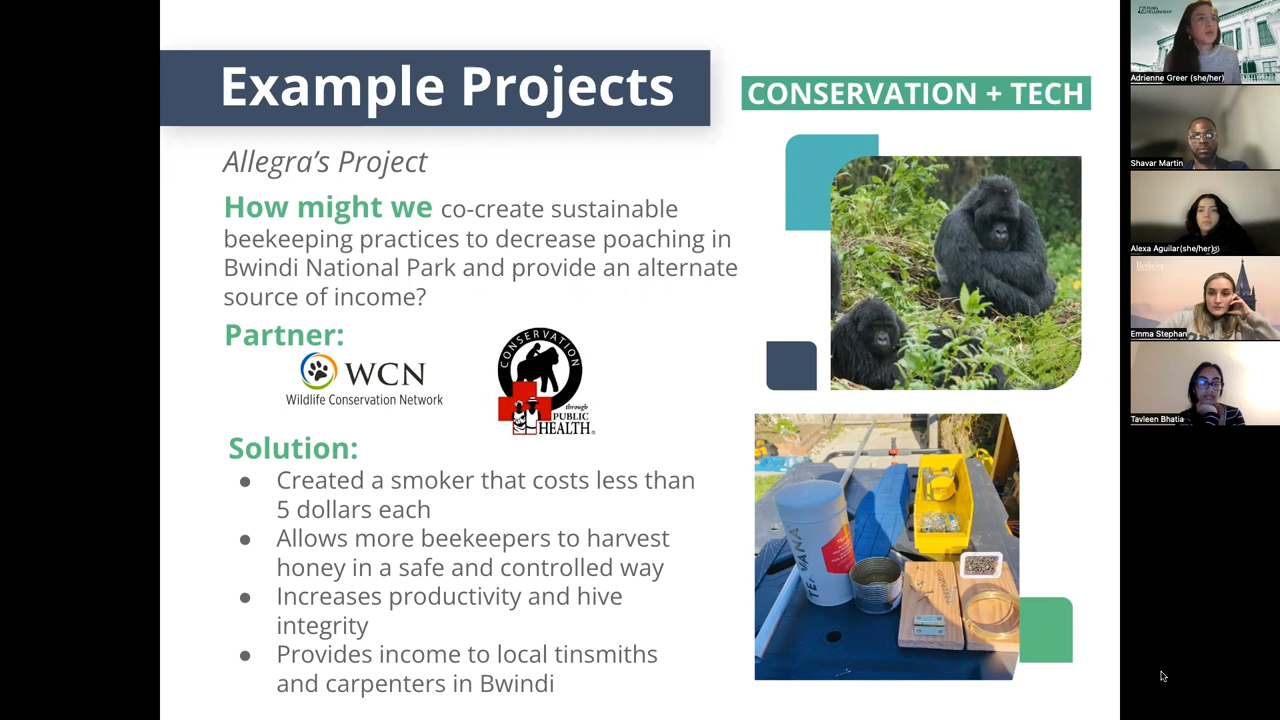 Example Projects
CONSERVATION + TECH
Allegra's Project
How might we co-create sustainable
beekeeping practices to decrease poaching in
Bwindi National Park and provide an alternate
source of income?
Partner:
WCN
Wildlife Conservation Network
CONSERVATION
through
PUBLIC
HEALTH
Solution:
● Created a smoker that costs less than
5 dollars each
● Allows more beekeepers to harvest
honey in a safe and controlled way
● Increases productivity and hive
integrity
● Provides income to local tinsmiths
and carpenters in Bwindi
Adrienne Greer (she/her)
Shavar Martin
Alexa Aguilar(she/her)
Berkeley
Emma Stephan
Tavleen Bhatia